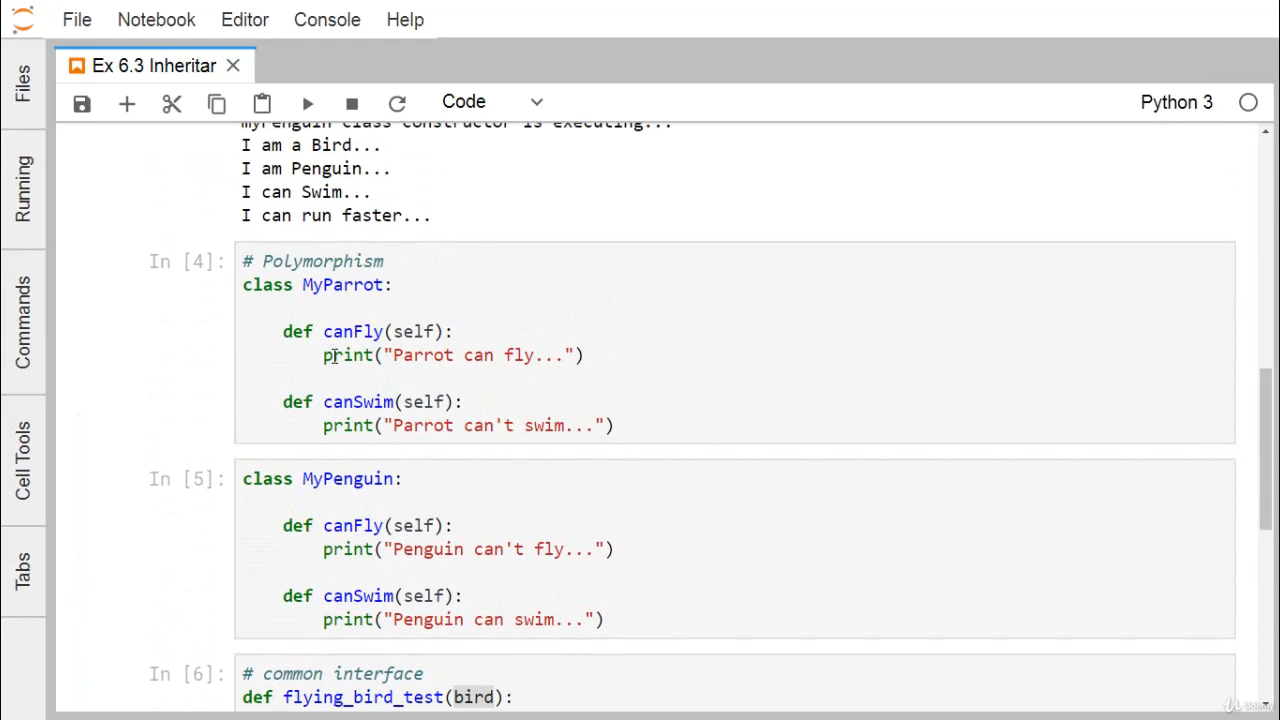 File Notebook Editor Console Help
Ex 6.3 Inheritar
Code
Python 3
Files
Running
Commands
Cell Tools
Tabs
myPenguin class constructor is executing...
I am a Bird...
I am Penguin...
I can Swim...
I can run faster...
In [4]:
# Polymorphism
class MyParrot:
def canFly(self):
print("Parrot can fly...")
def canSwim(self):
print("Parrot can't swim...")
In [5]:
class MyPenguin:
def canFly(self):
print("Penguin can't fly...")
def canSwim(self):
print("Penguin can swim...")
In [6]:
# common interface
def flying_bird_test(bird):
Udemy